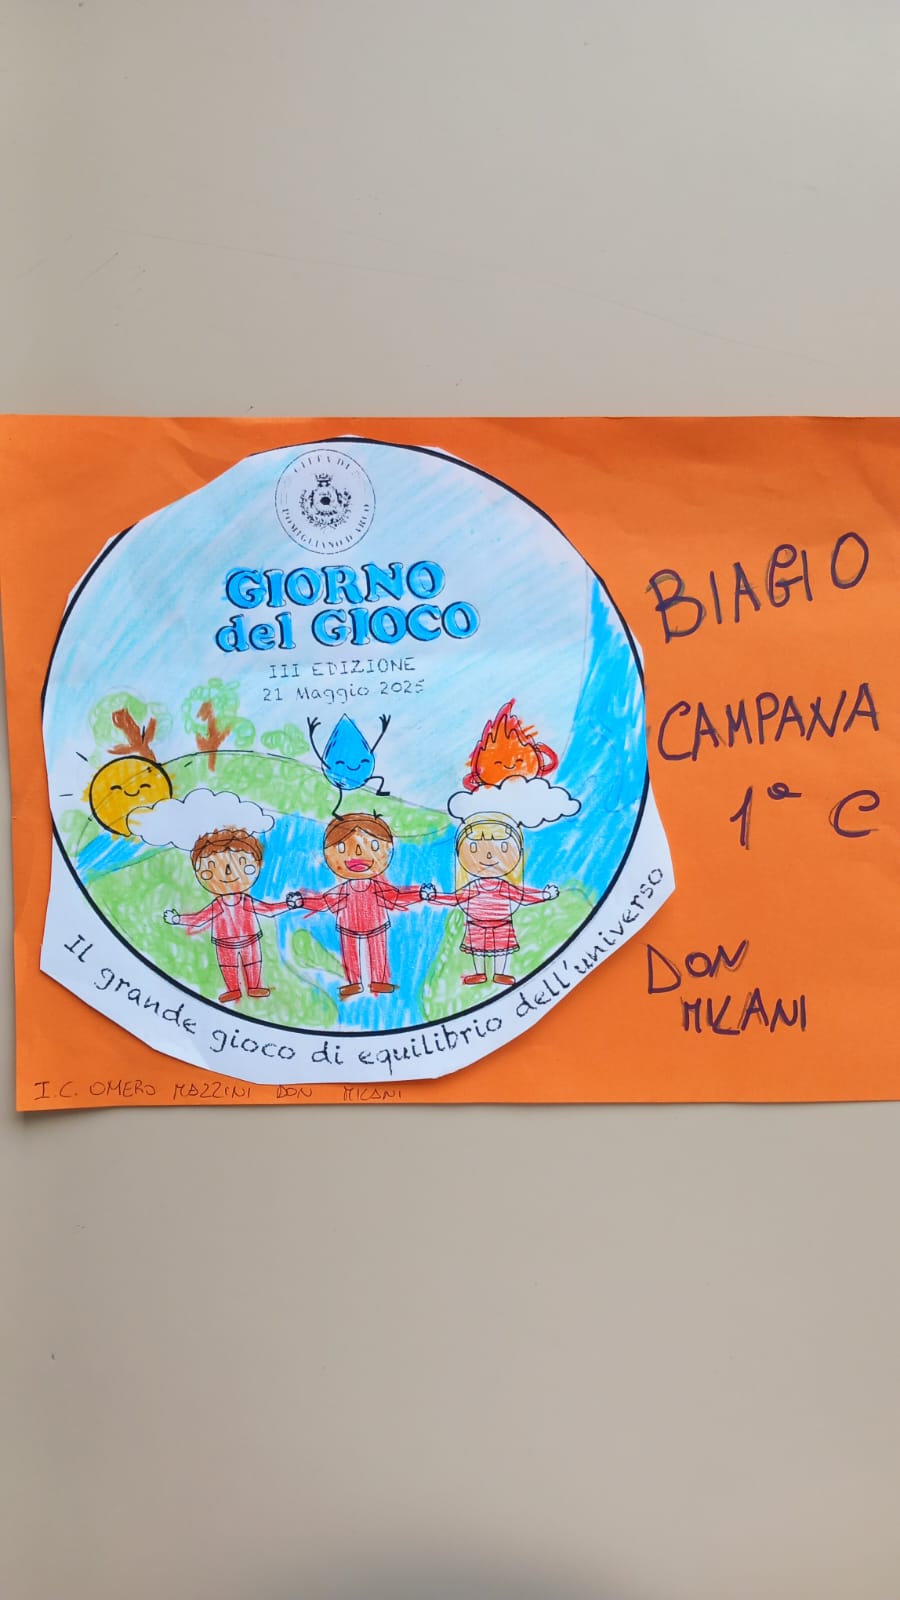 CITTÀ DI
POMIGLIANO D'ARCO
GIORNO
del GIOCO
III EDIZIONE
21 Maggio 2025
Il grande gioco di equilibrio dell'universo
BIAGIO
CAMPANA
1ª C
DON
MILANI
I.C. OMERO MAZZINI DON MILANI